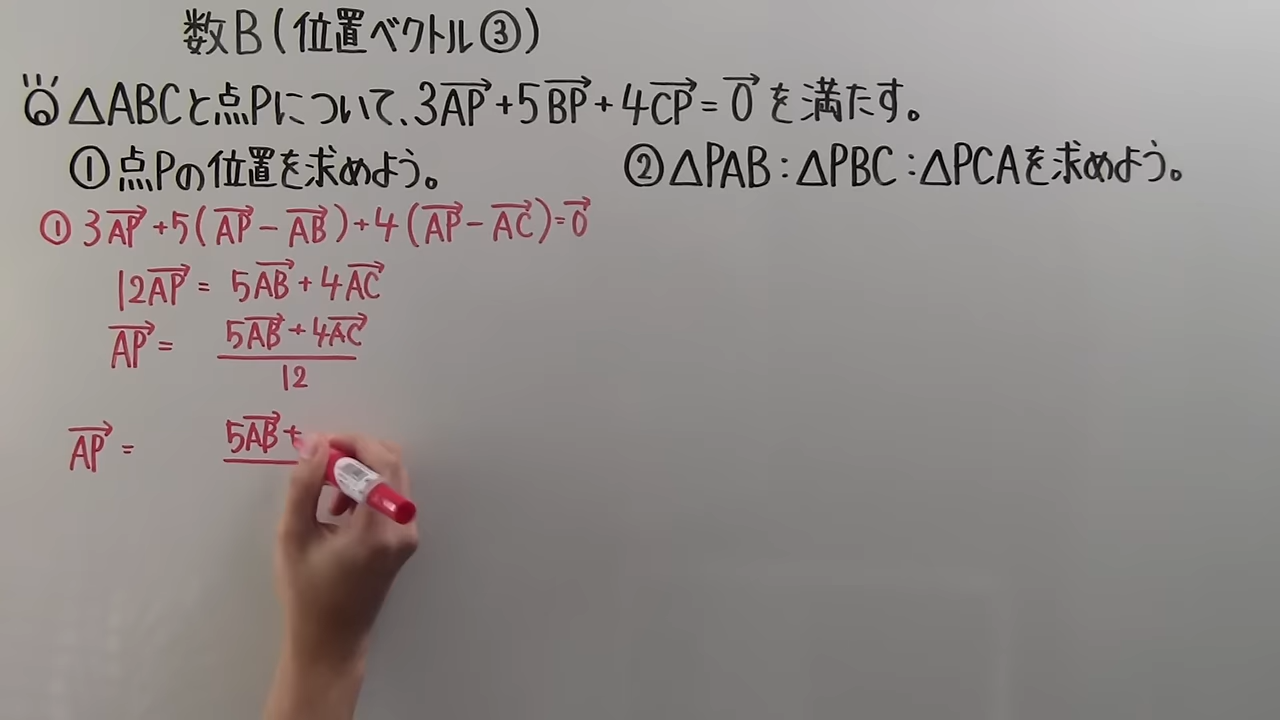 数B(位置ベクトル③)
Q △ABCと点Pについて、3AP→+5BP→+4CP→=0→を満たす。
①点Pの位置を求めよう。 ②△PAB:△PBC:△PCAを求めよう。
① 3AP→+5(AP→-AB→)+4(AP→-AC→)=0→
12AP→=5AB→+4AC→
AP→=(5AB→+4AC→)/12
AP→= 5AB→+